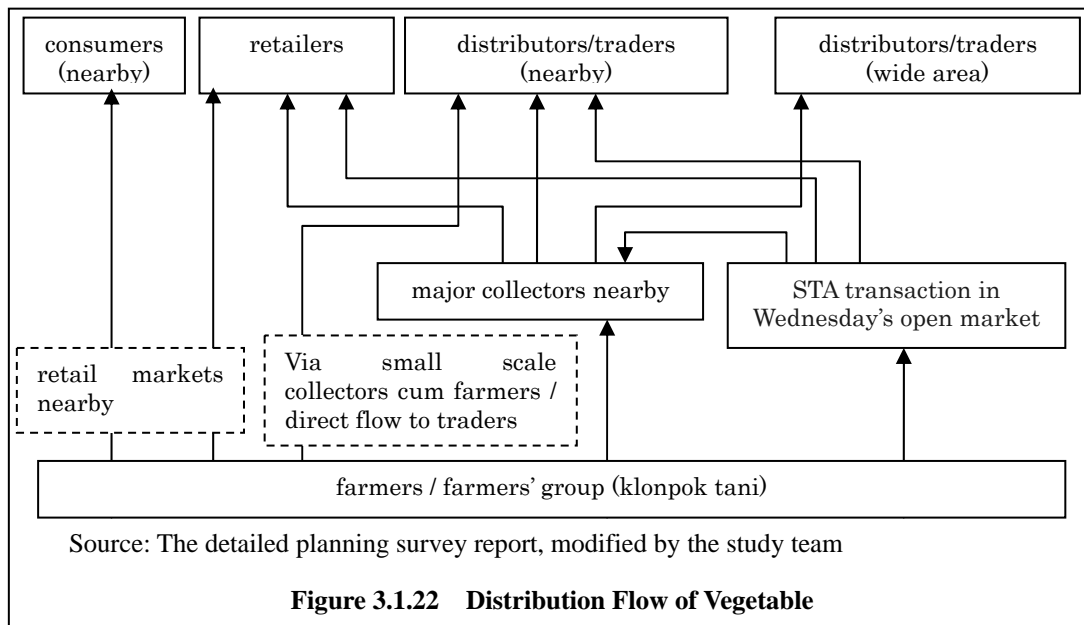 consumers
(nearby)
retailers
distributors/traders
(nearby)
distributors/traders
(wide area)
major collectors nearby
STA transaction in
Wednesday's open market
retail markets
nearby
Via small scale
collectors cum farmers /
direct flow to traders
farmers / farmers' group (klonpok tani)
Source: The detailed planning survey report, modified by the study team
Figure 3.1.22 Distribution Flow of Vegetable